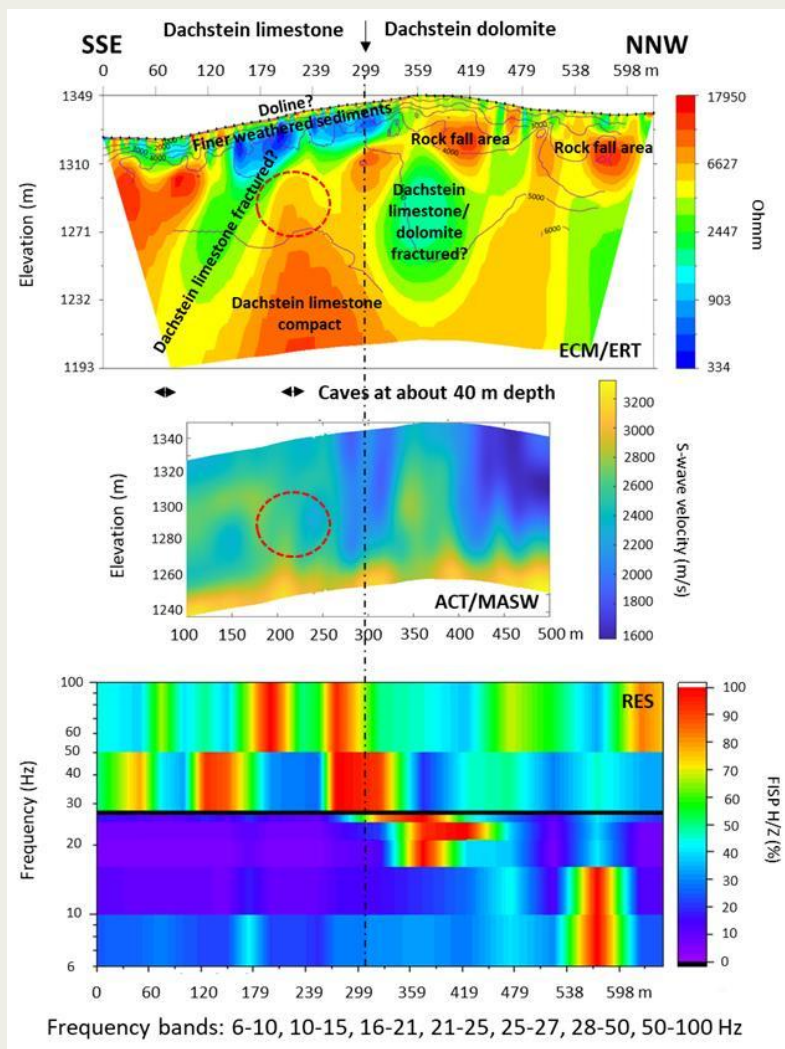 Dachstein limestone Dachstein dolomite
SSE NNW
0 60 120 179 239 299 359 419 479 538 598 m
1349
1310
1271
1232
1193
Elevation (m)
Doline?
Finer weathered sediments
Rock fall area
Rock fall area
Dachstein limestone fractured?
Dachstein
limestone/
dolomite
fractured?
Dachstein limestone
compact
4000
5000
6000
ECM/ERT
17950
6627
2447
903
334
Ohmm
Caves at about 40 m depth
1340
1320
1300
1280
1260
1240
Elevation (m)
100 150 200 250 300 350 400 450 500 m
ACT/MASW
3200
3000
2800
2600
2400
2200
2000
1800
1600
S-wave velocity (m/s)
100
60
50
30
20
10
6
Frequency (Hz)
RES
100
90
80
70
60
50
40
30
20
10
0
FISP H/Z (%)
0 60 120 179 239 299 359 419 479 538 598 m
Frequency bands: 6-10, 10-15, 16-21, 21-25, 25-27, 28-50, 50-100 Hz